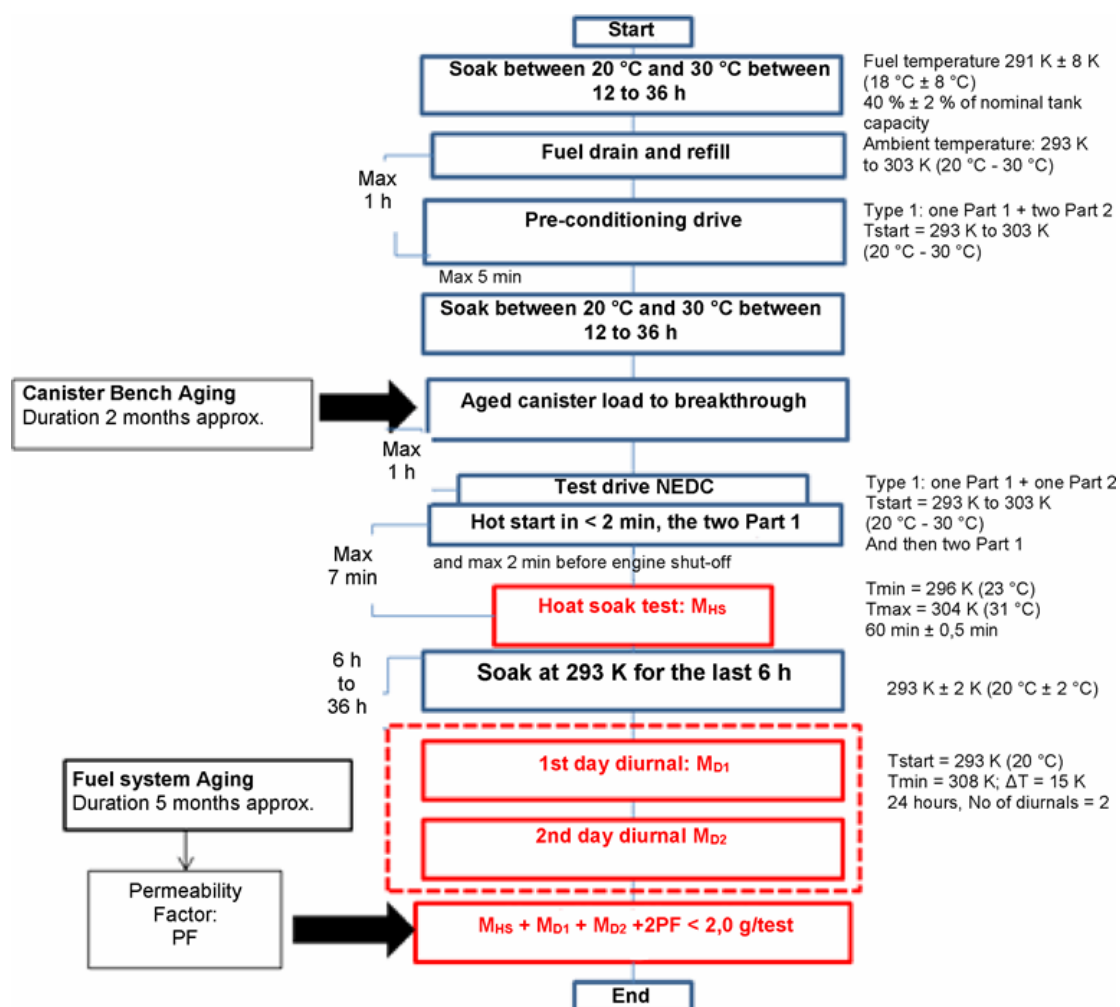 Start
Soak between 20 °C and 30 °C between
12 to 36 h
Fuel temperature 291 K ± 8 K
(18 °C ± 8 °C)
40 % ± 2 % of nominal tank
capacity
Ambient temperature: 293 K
to 303 K (20 °C - 30 °C)
Fuel drain and refill
Max
1 h
Pre-conditioning drive
Type 1: one Part 1 + two Part 2
Tstart = 293 K to 303 K
(20 °C - 30 °C)
Max 5 min
Soak between 20 °C and 30 °C between
12 to 36 h
Canister Bench Aging
Duration 2 months approx.
Aged canister load to breakthrough
Max
1 h
Test drive NEDC
Type 1: one Part 1 + one Part 2
Tstart = 293 K to 303 K
(20 °C - 30 °C)
And then two Part 1
Hot start in < 2 min, the two Part 1
and max 2 min before engine shut-off
Max
7 min
Hoat soak test: MHS
Tmin = 296 K (23 °C)
Tmax = 304 K (31 °C)
60 min ± 0,5 min
6 h
to
36 h
Soak at 293 K for the last 6 h
293 K ± 2 K (20 °C ± 2 °C)
1st day diurnal: MD1
Tstart = 293 K (20 °C)
Tmin = 308 K; ΔT = 15 K
24 hours, No of diurnals = 2
Fuel system Aging
Duration 5 months approx.
2nd day diurnal MD2
Permeability
Factor:
PF
MHS + MD1 + MD2 +2PF < 2,0 g/test
End